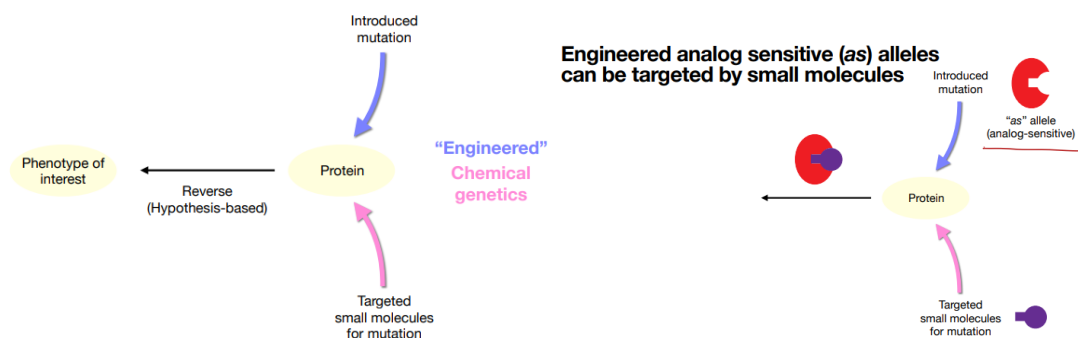 Introduced
mutation
Phenotype of
interest
Reverse
(Hypothesis-based)
Protein
“Engineered”
Chemical
genetics
Targeted
small molecules
for mutation
Engineered analog sensitive (as) alleles
can be targeted by small molecules
Introduced
mutation
“as” allele
(analog-sensitive)
Protein
Targeted
small molecules
for mutation